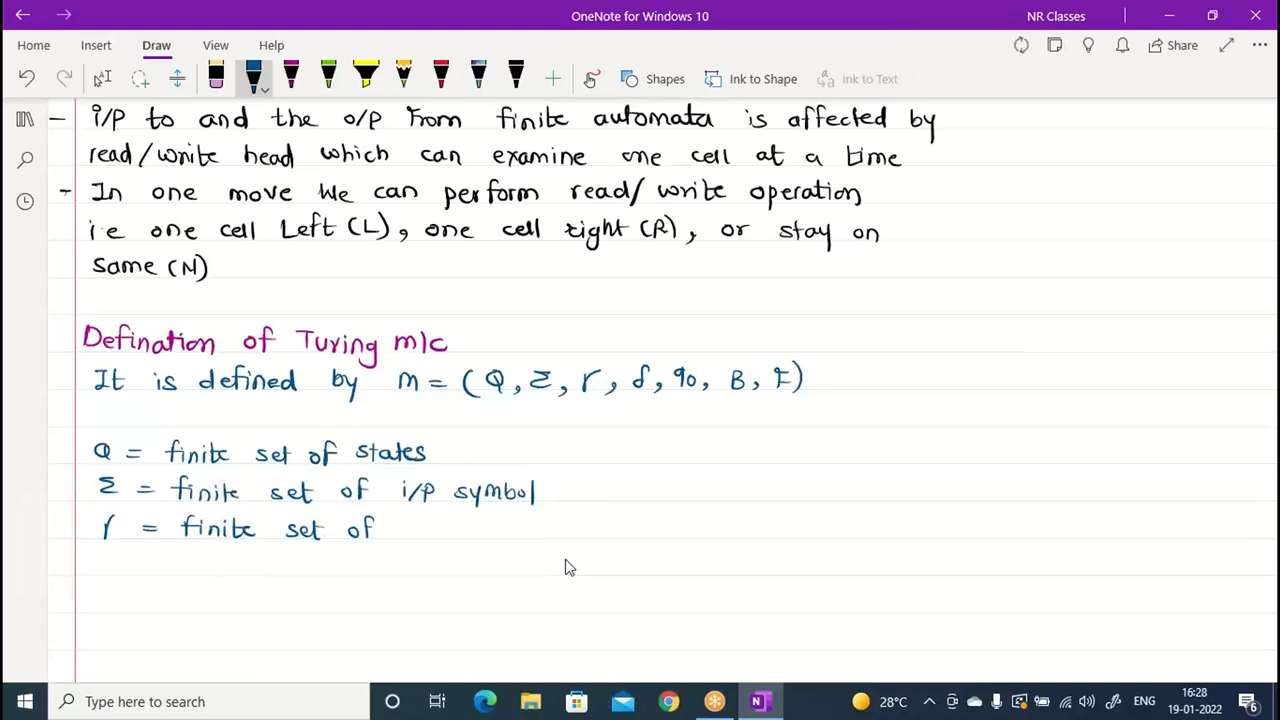 OneNote for Windows 10
NR Classes
Home Insert Draw View Help
Share
Shapes
Ink to Shape
Ink to Text
- i/p to and the o/p from finite automata is affected by
read/write head which can examine one cell at a time
- In one move we can perform read/write operation
i.e one cell Left (L), one cell right (R), or stay on
same (N)
Defination of Turing m/c
It is defined by m = (Q, Σ, Γ, δ, q0, B, F)
Q = finite set of states
Σ = finite set of i/p symbol
Γ = finite set of
Type here to search
28°C
ENG
16:28
19-01-2022
6